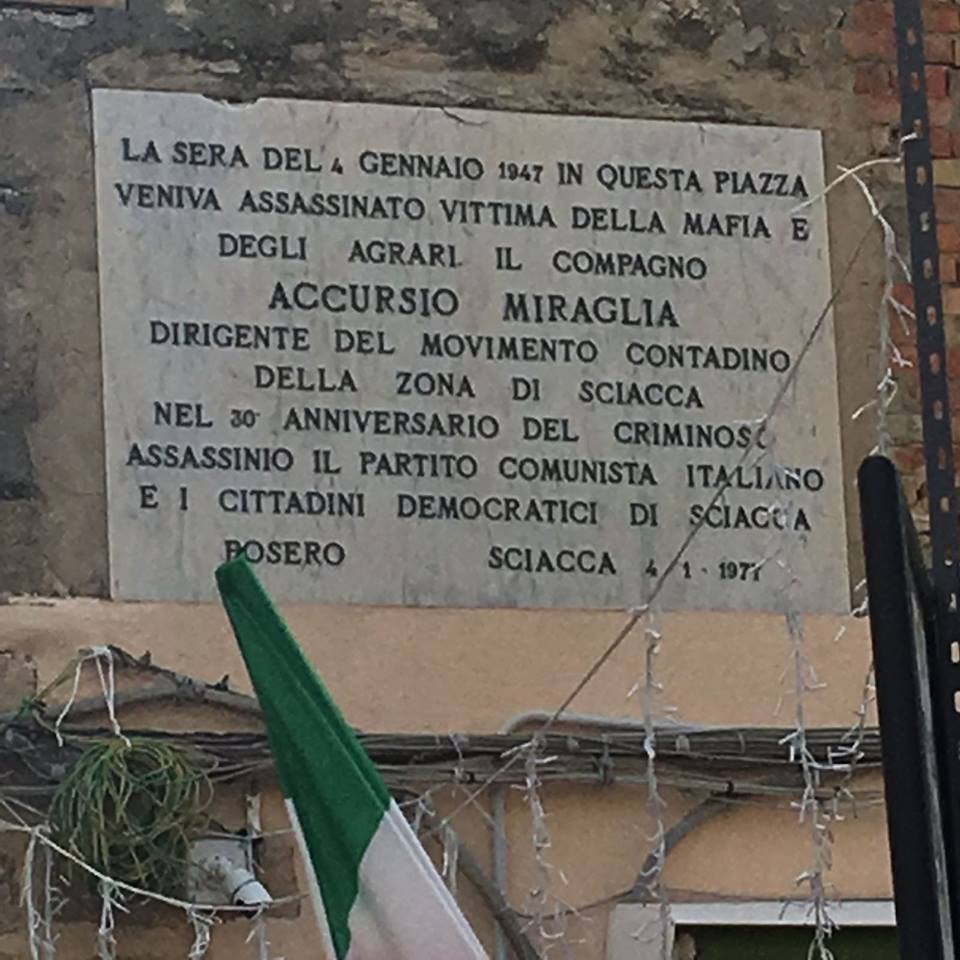 LA SERA DEL 4 GENNAIO 1947 IN QUESTA PIAZZA
VENIVA ASSASSINATO VITTIMA DELLA MAFIA E
DEGLI AGRARI. IL COMPAGNO
ACCURSIO MIRAGLIA
DIRIGENTE DEL MOVIMENTO CONTADINO
DELLA ZONA DI SCIACCA
NEL 30° ANNIVERSARIO DEL CRIMINOSO
ASSASSINIO IL PARTITO COMUNISTA ITALIANO
E I CITTADINI DEMOCRATICI DI SCIACCA
POSERO SCIACCA 4 - 1 - 1977